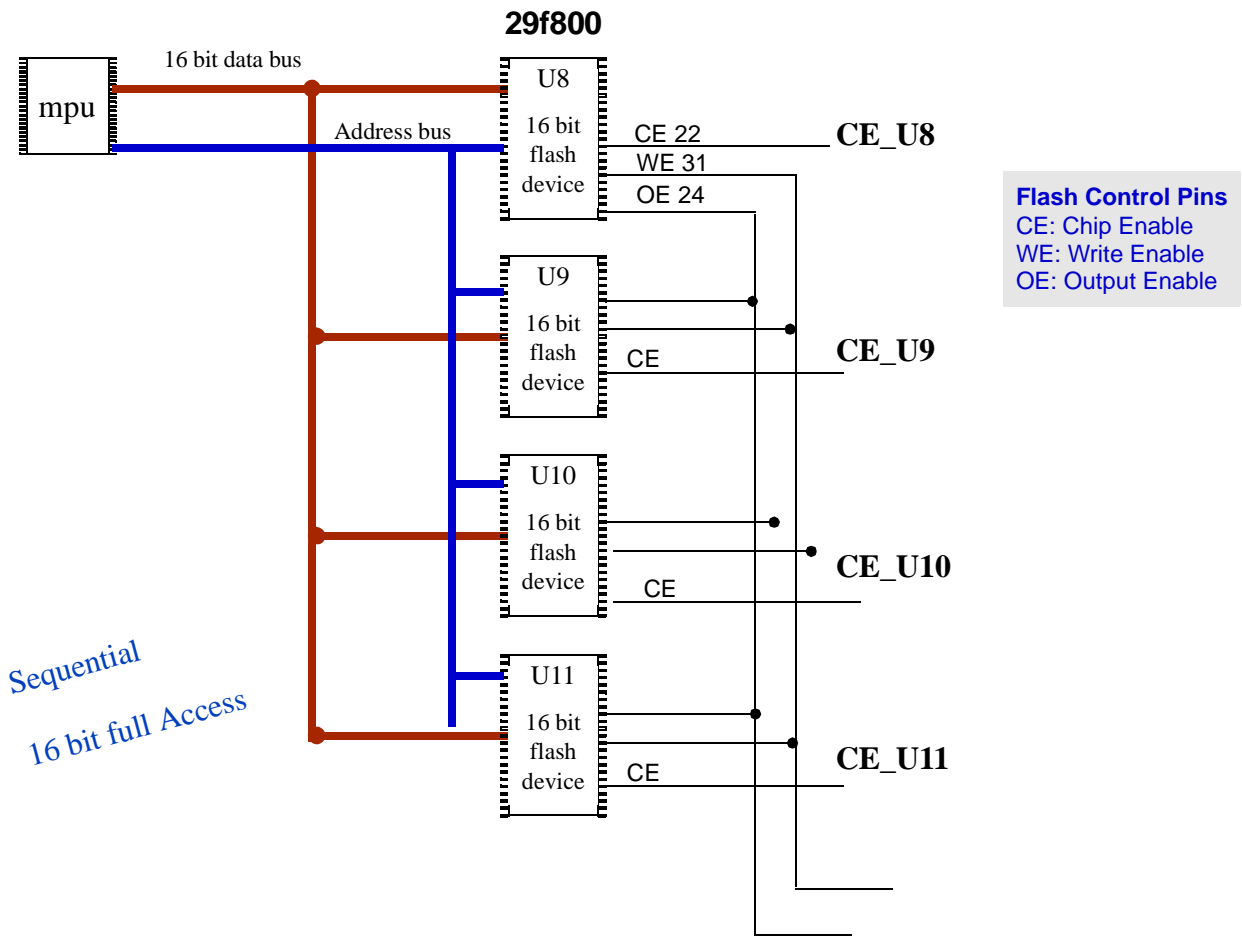 29f800
16 bit data bus
mpu
Address bus
U8
16 bit
flash
device
CE 22
WE 31
OE 24
CE_U8
Flash Control Pins
CE: Chip Enable
WE: Write Enable
OE: Output Enable
U9
16 bit
flash
device
CE
CE_U9
U10
16 bit
flash
device
CE
CE_U10
U11
16 bit
flash
device
CE
CE_U11
Sequential
16 bit full Access